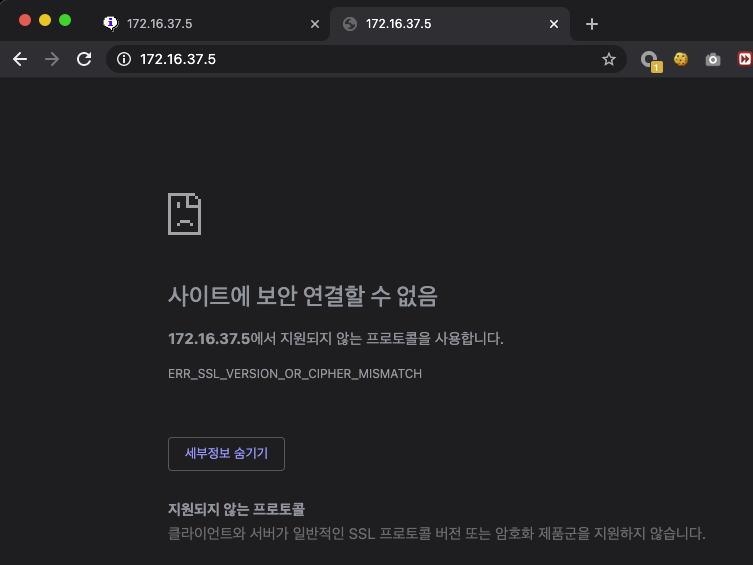 172.16.37.5
172.16.37.5
172.16.37.5
1
사이트에 보안 연결할 수 없음
172.16.37.5에서 지원되지 않는 프로토콜을 사용합니다.
ERR_SSL_VERSION_OR_CIPHER_MISMATCH
세부정보 숨기기
지원되지 않는 프로토콜
클라이언트와 서버가 일반적인 SSL 프로토콜 버전 또는 암호화 제품군을 지원하지 않습니다.